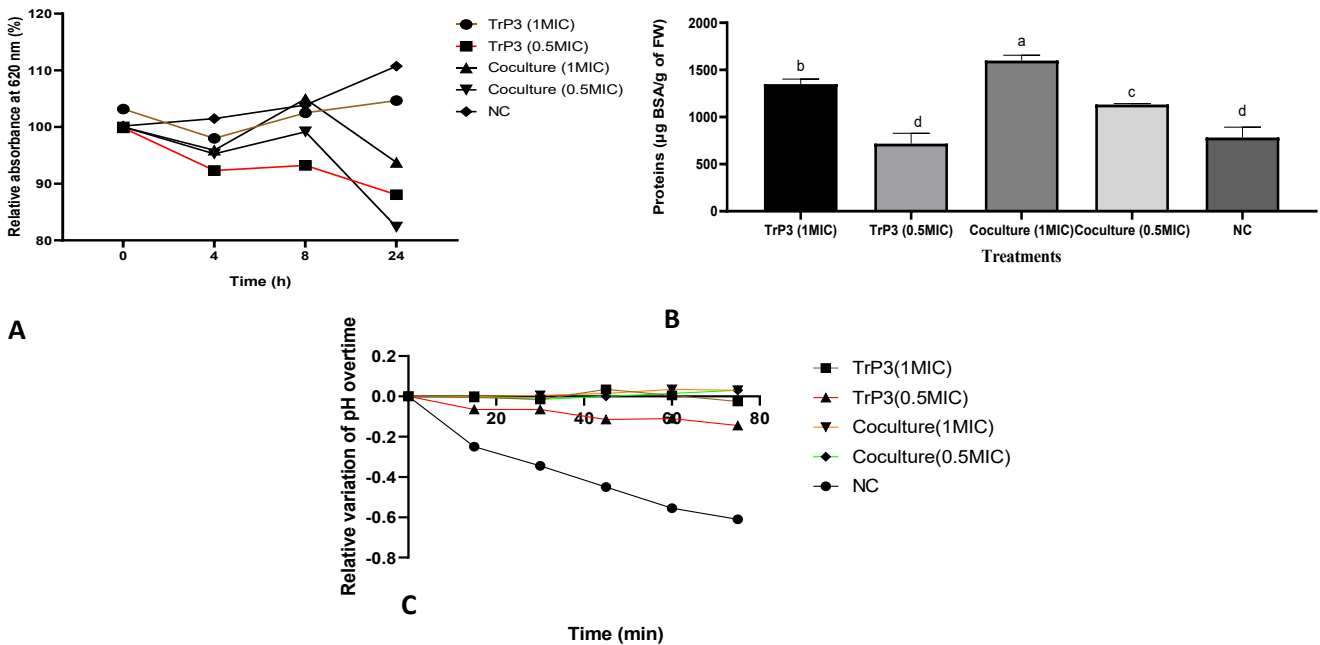 Relative absorbance at 620 nm (%)
120
110
100
90
80
0
4
8
24
Time (h)
TrP3 (1MIC)
TrP3 (0.5MIC)
Coculture (1MIC)
Coculture (0.5MIC)
NC
A
Proteins (µg BSA/g of FW)
2000
1500
1000
500
0
b
d
a
c
d
TrP3 (1MIC)
TrP3 (0.5MIC)
Coculture (1MIC)
Coculture (0.5MIC)
NC
Treatments
B
Relative variation of pH overtime
0.2
0.0
-0.2
-0.4
-0.6
-0.8
20
40
60
80
TrP3(1MIC)
TrP3(0.5MIC)
Coculture(1MIC)
Coculture(0.5MIC)
NC
C
Time (min)